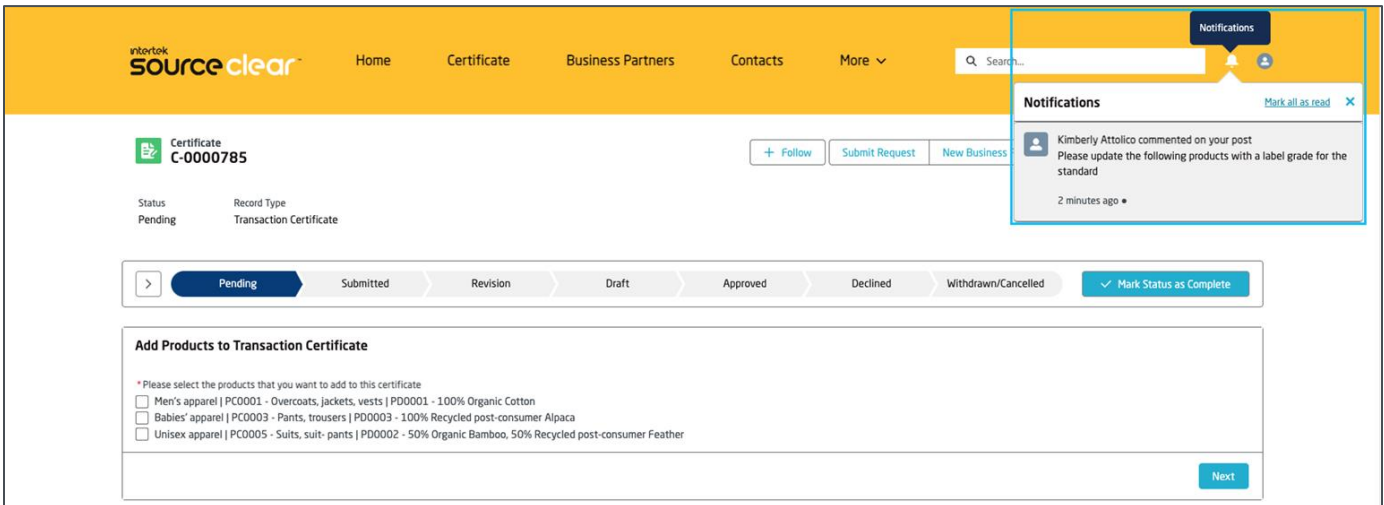 Notifications
intertek
source clear
Home
Certificate
Business Partners
Contacts
More
Search...
Notifications
Mark all as read
Kimberly Attolico commented on your post
Please update the following products with a label grade for the
standard
2 minutes ago
Certificate
C-0000785
Follow
Submit Request
New Business
Status
Record Type
Pending
Transaction Certificate
Pending
Submitted
Revision
Draft
Approved
Declined
Withdrawn/Cancelled
Mark Status as Complete
Add Products to Transaction Certificate
*Please select the products that you want to add to this certificate
Men's apparel | PC0001 - Overcoats, jackets, vests | PD0001 - 100% Organic Cotton
Babies' apparel | PC0003 - Pants, trousers | PD0003 - 100% Recycled post-consumer Alpaca
Unisex apparel | PC0005 - Suits, suit- pants | PD0002 - 50% Organic Bamboo, 50% Recycled post-consumer Feather
Next